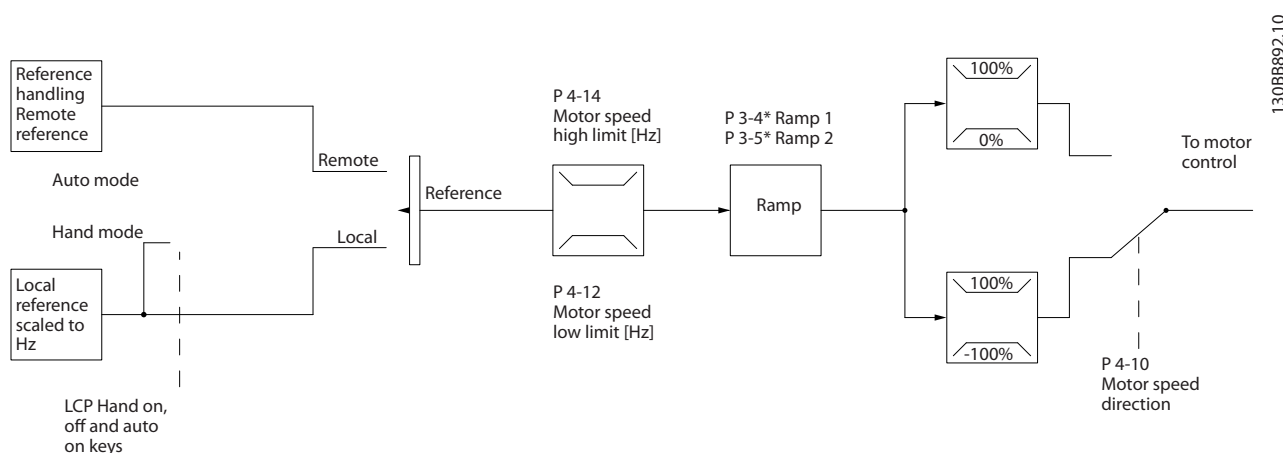 Reference
handling
Remote
reference
Auto mode
Hand mode
Local
reference
scaled to
Hz
LCP Hand on,
off and auto
on keys
Remote
Local
Reference
P 4-14
Motor speed
high limit [Hz]
P 4-12
Motor speed
low limit [Hz]
P 3-4* Ramp 1
P 3-5* Ramp 2
Ramp
100%
0%
100%
-100%
To motor
control
P 4-10
Motor speed
direction
130BB892.10